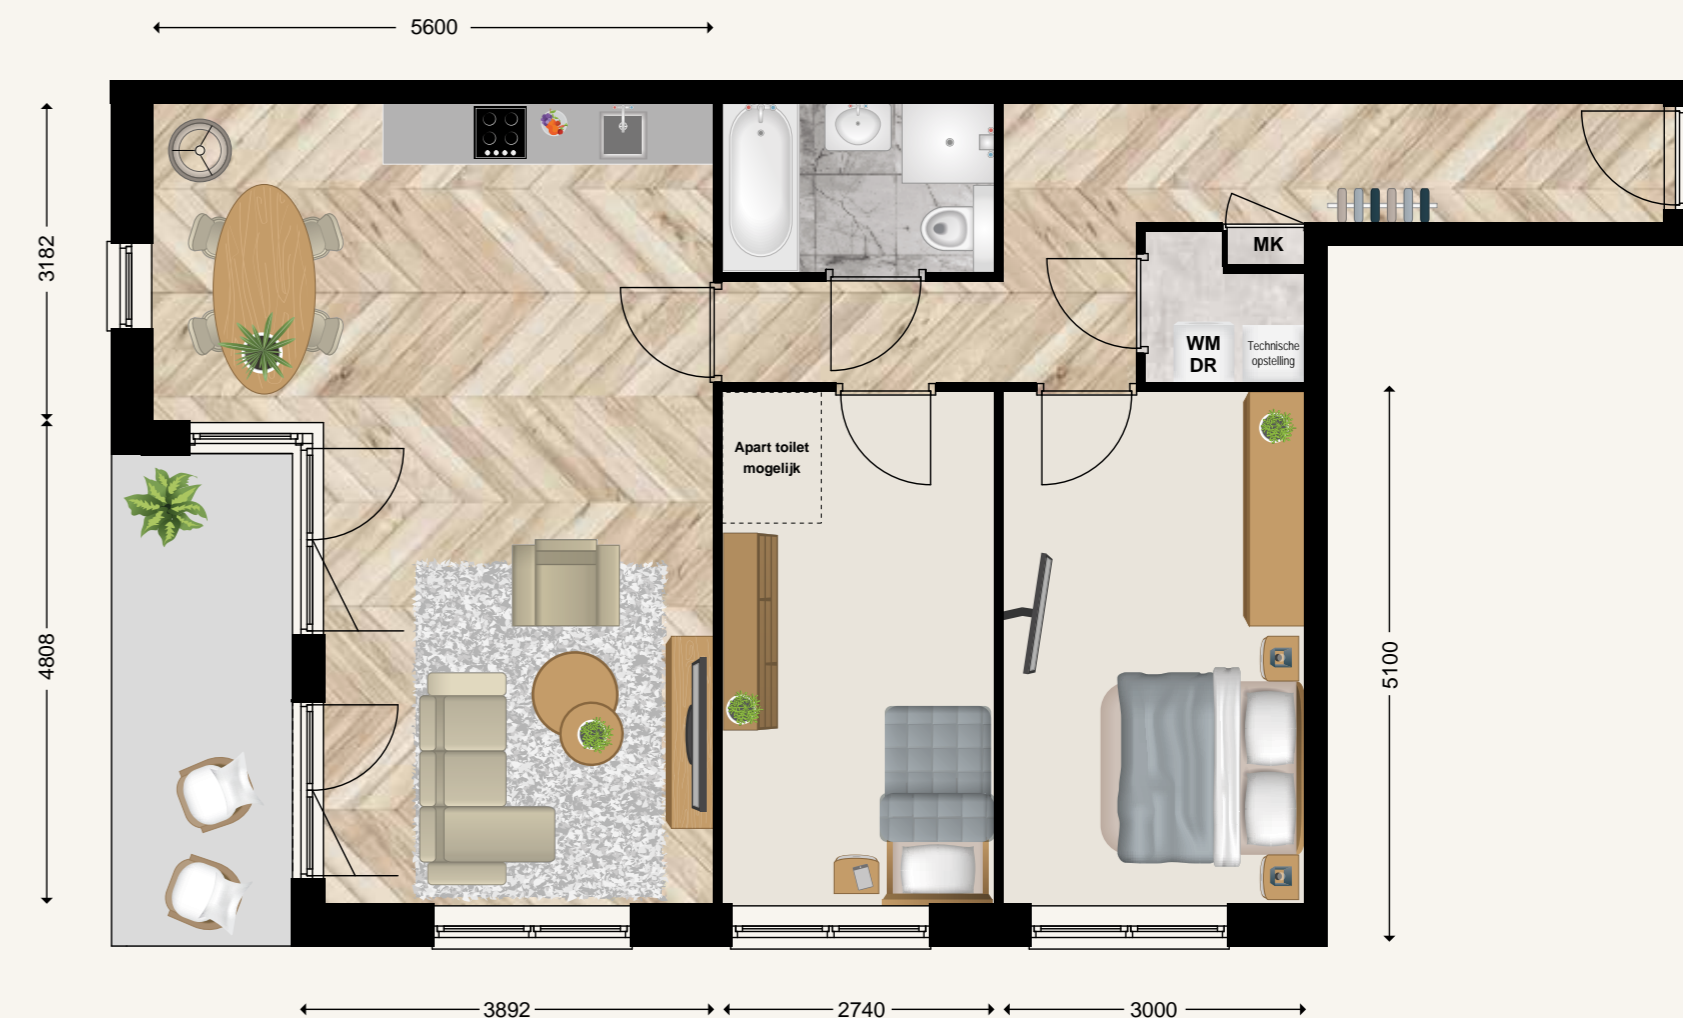 5600
3182
MK
WM
DR
Technische
opstelling
Apart toilet
mogelijk
4808
5100
3892
2740
3000